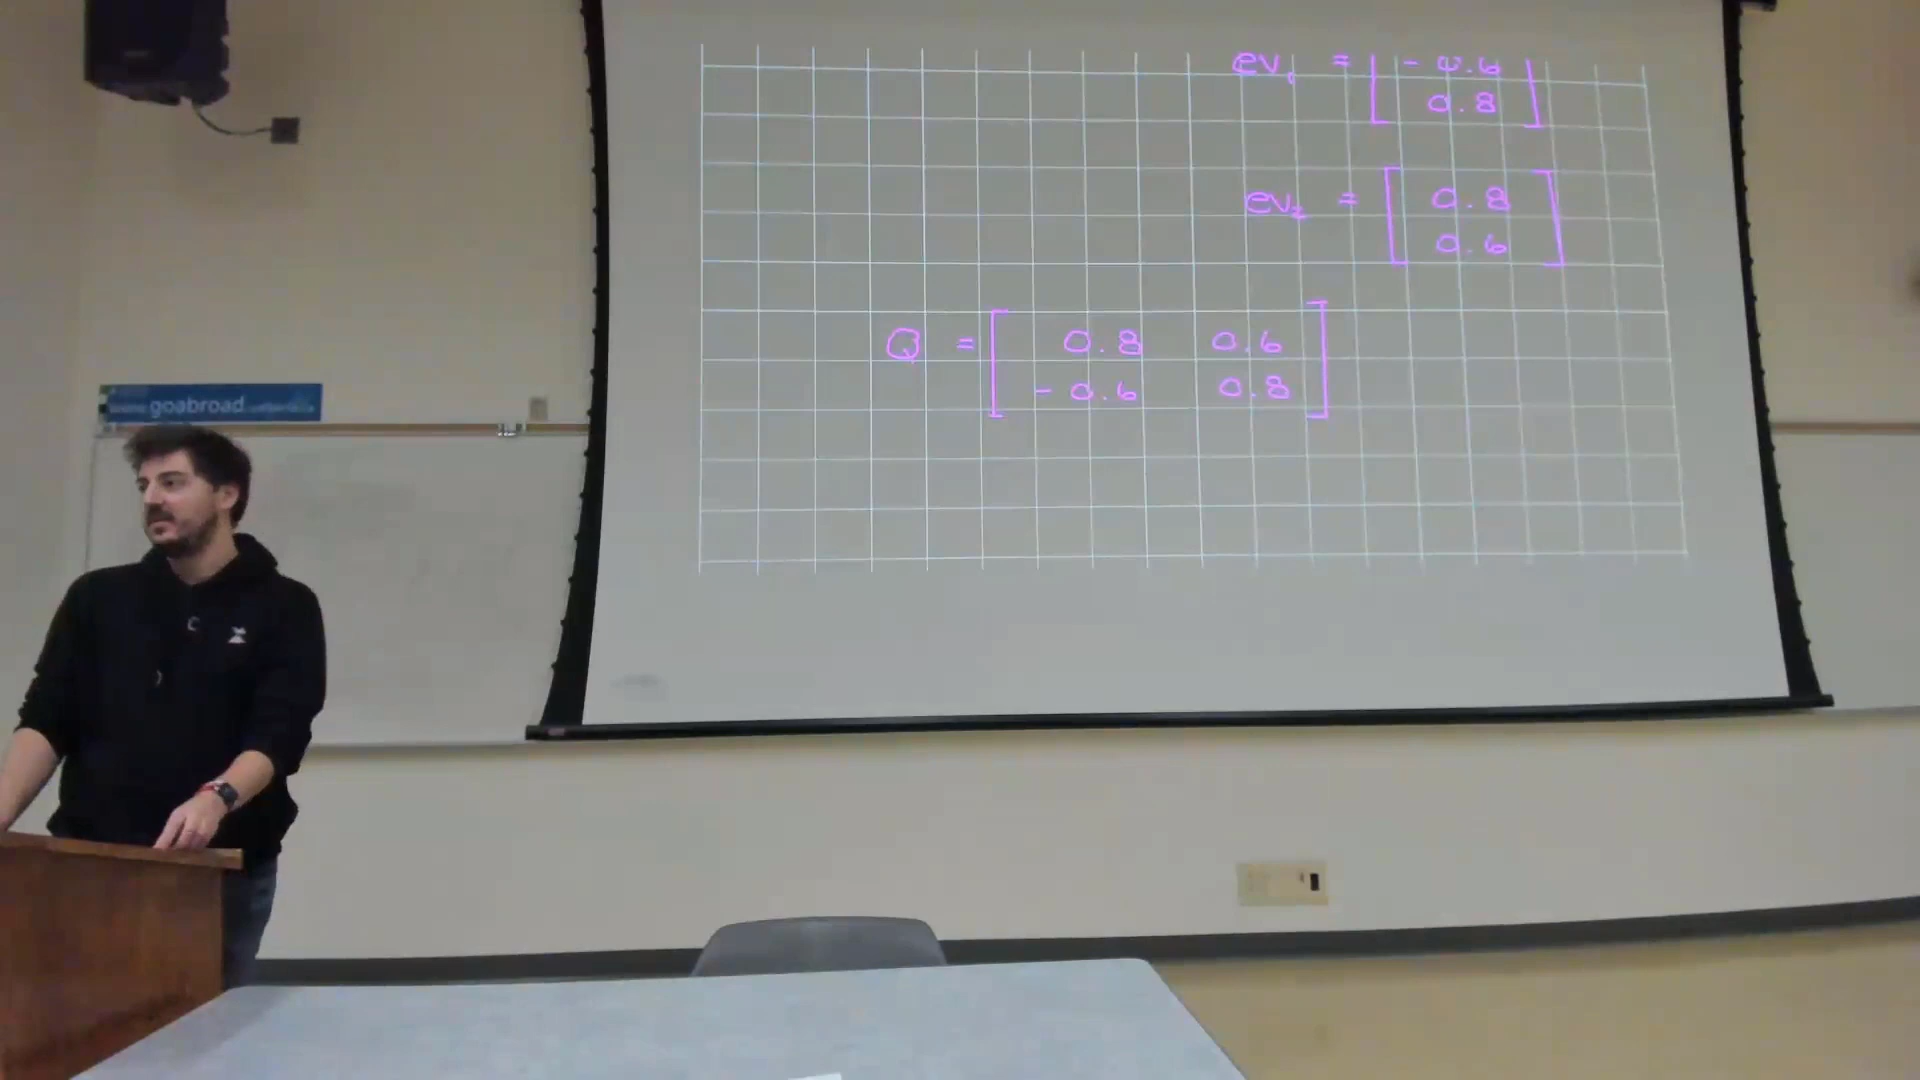 ev₁ = [ -0.6
0.8 ]
ev₂ = [ 0.8
0.6 ]
Q = [ 0.8 0.6
-0.6 0.8 ]
goabroad